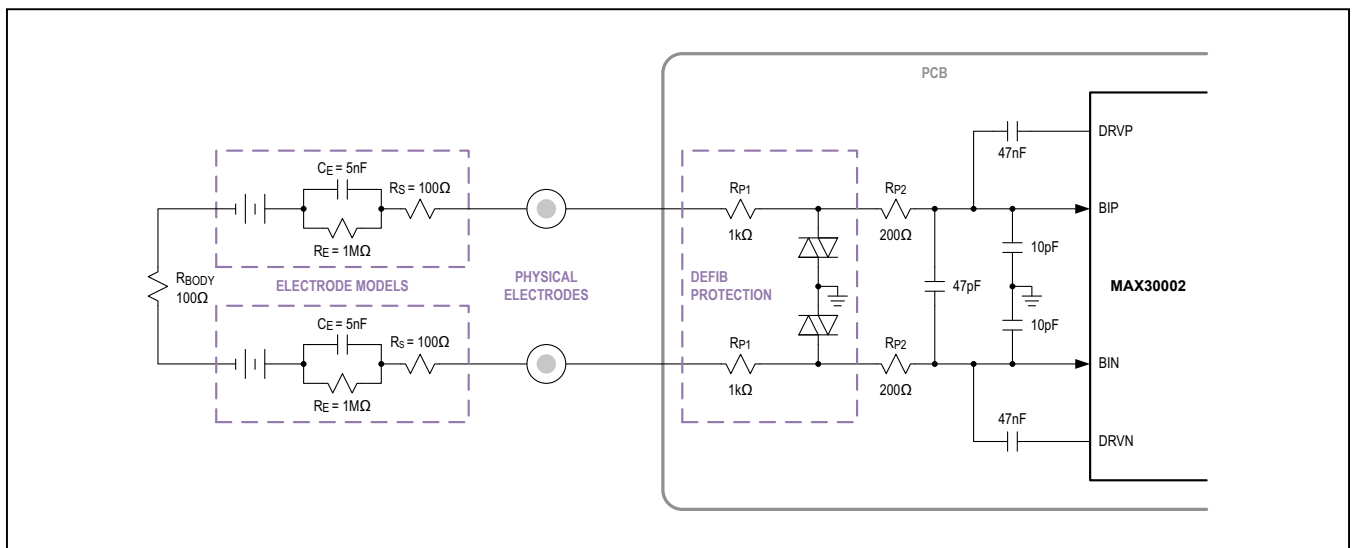 PCB
DRVP
47nF
CE = 5nF
RS = 100Ω
RE = 1MΩ
RP1
1kΩ
RP2
200Ω
BIP
10pF
RBODY
100Ω
ELECTRODE MODELS
PHYSICAL
ELECTRODES
DEFIB
PROTECTION
47pF
MAX30002
10pF
CE = 5nF
RS = 100Ω
RE = 1MΩ
RP1
1kΩ
RP2
200Ω
BIN
47nF
DRVN